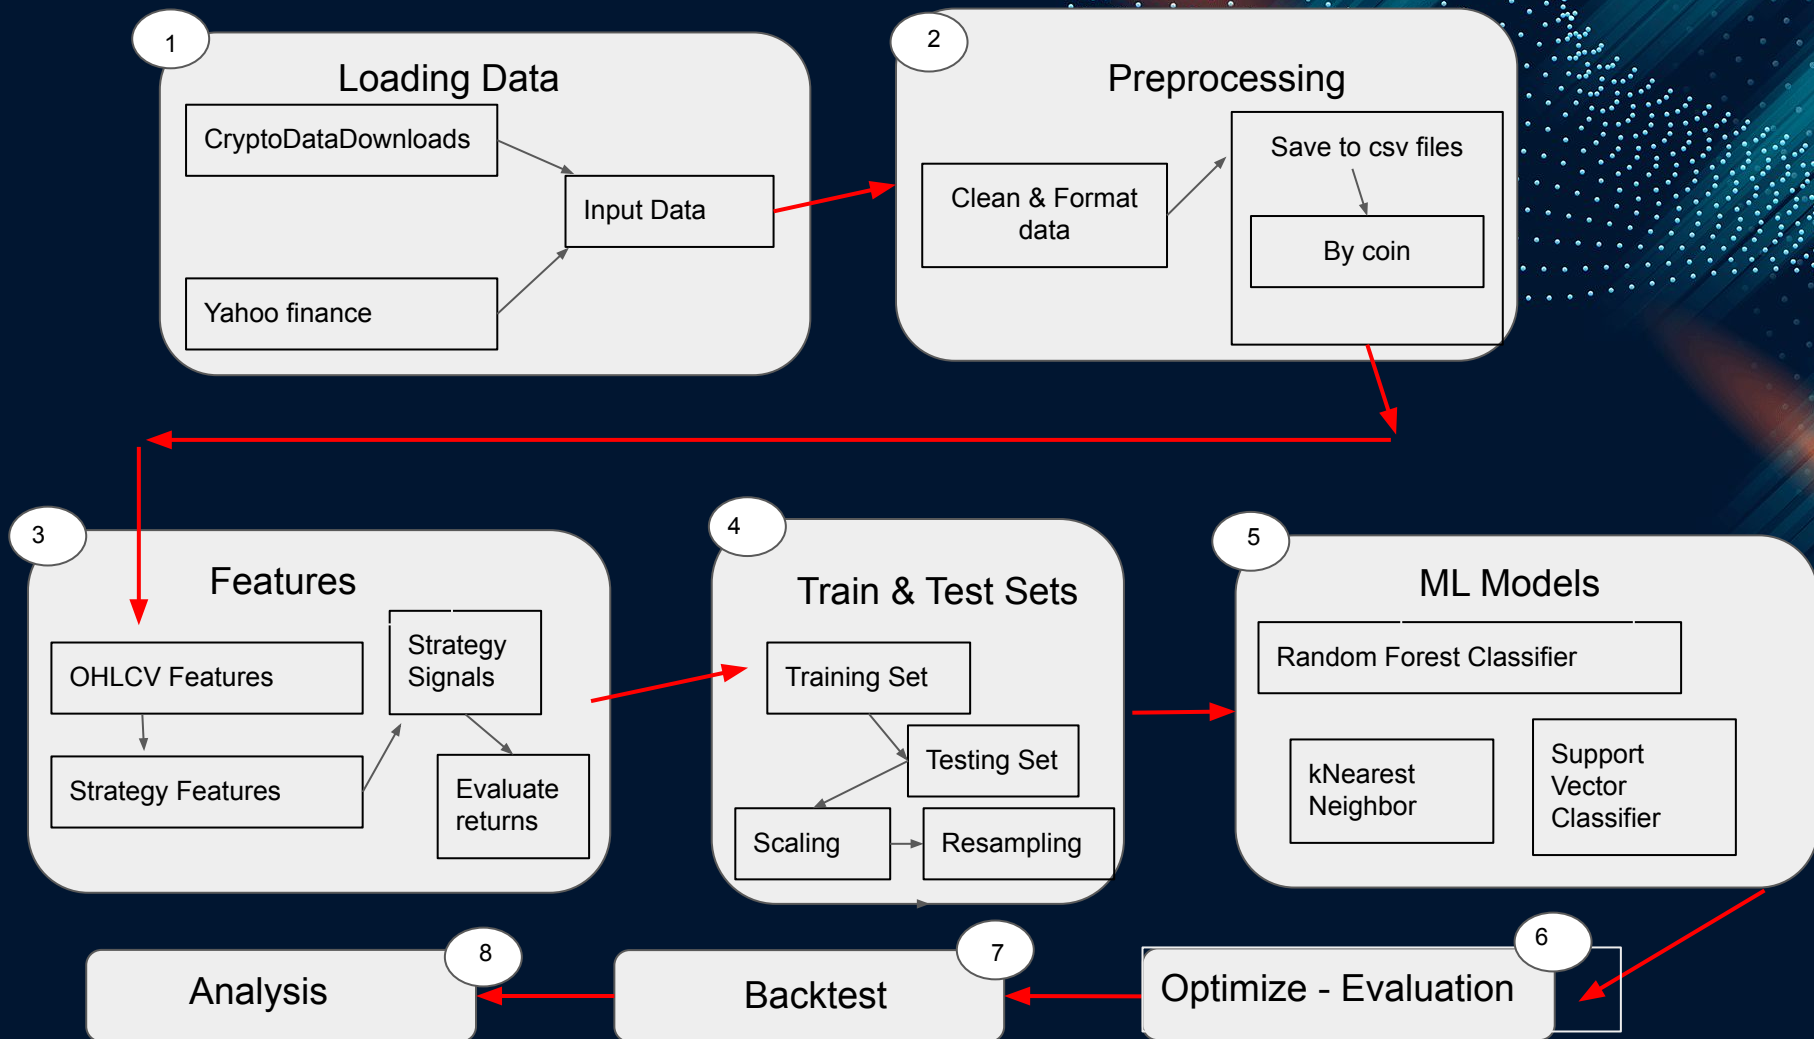 1
Loading Data
CryptoDataDownloads
Input Data
Yahoo finance
2
Preprocessing
Clean & Format
data
Save to csv files
By coin
3
Features
OHLCV Features
Strategy Features
Strategy
Signals
Evaluate
returns
4
Train & Test Sets
Training Set
Testing Set
Scaling
Resampling
5
ML Models
Random Forest Classifier
kNearest
Neighbor
Support
Vector
Classifier
6
Optimize - Evaluation
7
Backtest
8
Analysis